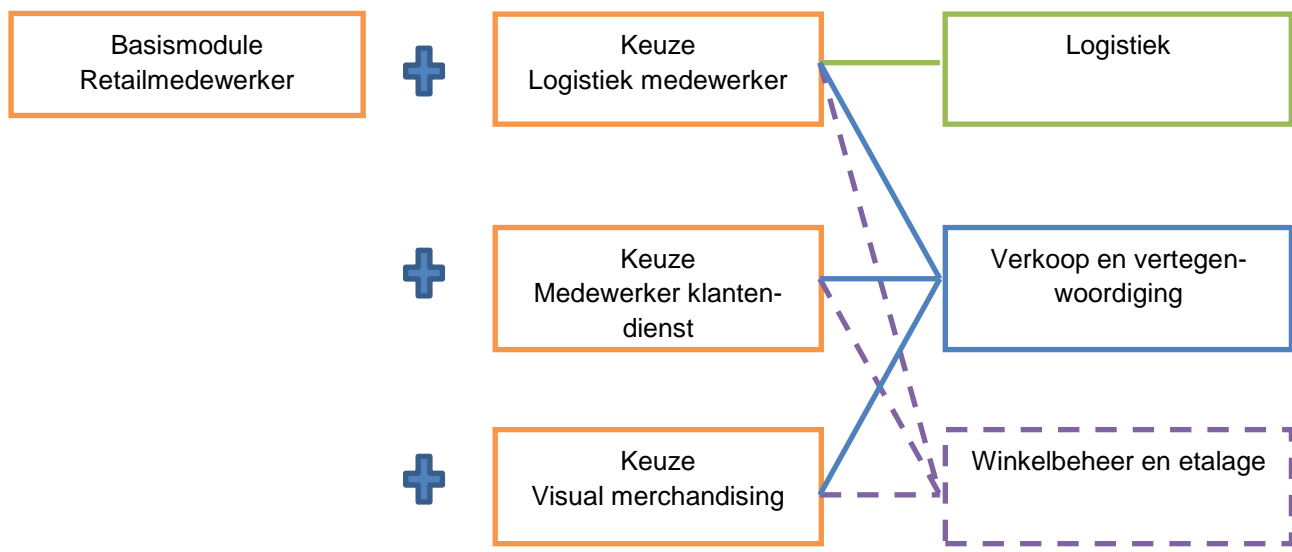 Basismodule
Retailmedewerker
Keuze
Logistiek medewerker
Logistiek
Keuze
Medewerker klanten-
dienst
Verkoop en vertegen-
woordiging
Keuze
Visual merchandising
Winkelbeheer en etalage